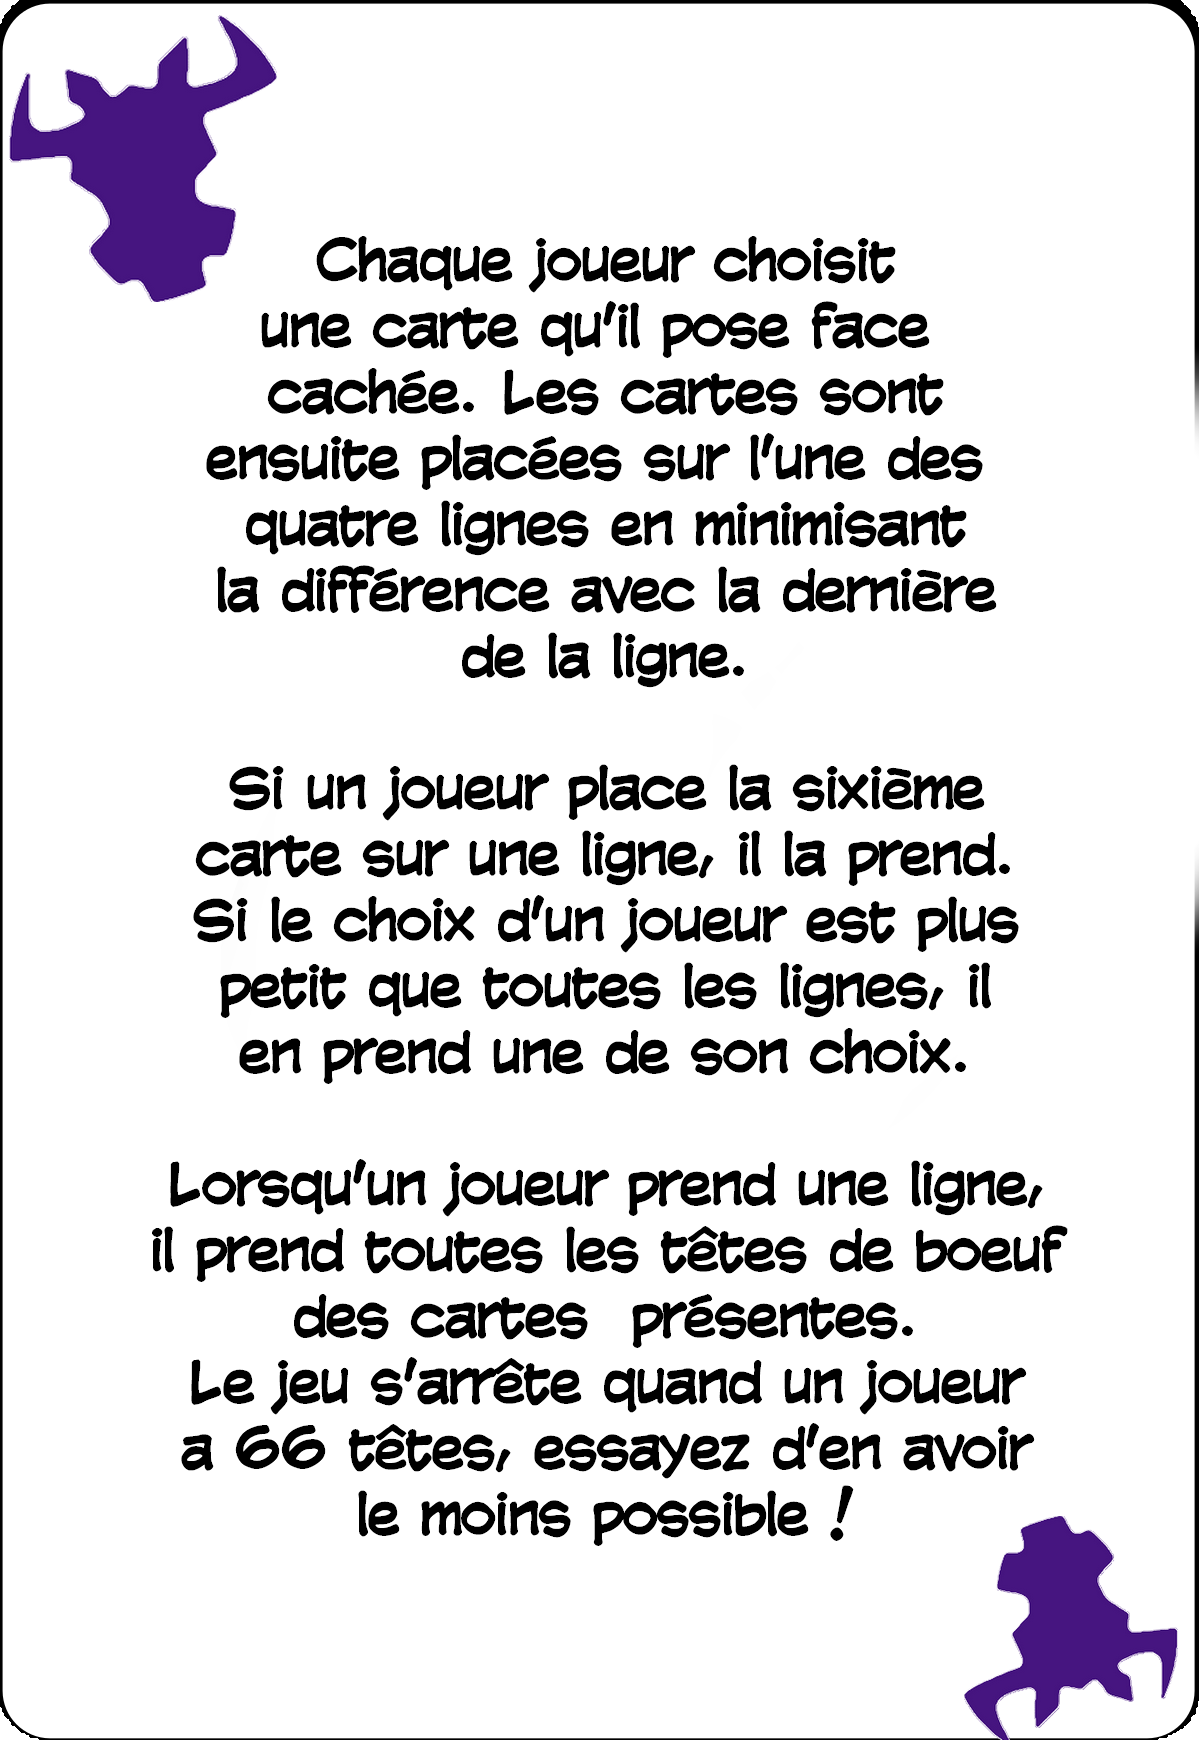 Chaque joueur choisit
une carte qu'il pose face
cachée. Les cartes sont
ensuite placées sur l'une des
quatre lignes en minimisant
la différence avec la dernière
de la ligne.
Si un joueur place la sixième
carte sur une ligne, il la prend.
Si le choix d'un joueur est plus
petit que toutes les lignes, il
en prend une de son choix.
Lorsqu'un joueur prend une ligne,
il prend toutes les têtes de boeuf
des cartes présentes.
Le jeu s'arrête quand un joueur
a 66 têtes, essayez d'en avoir
le moins possible !